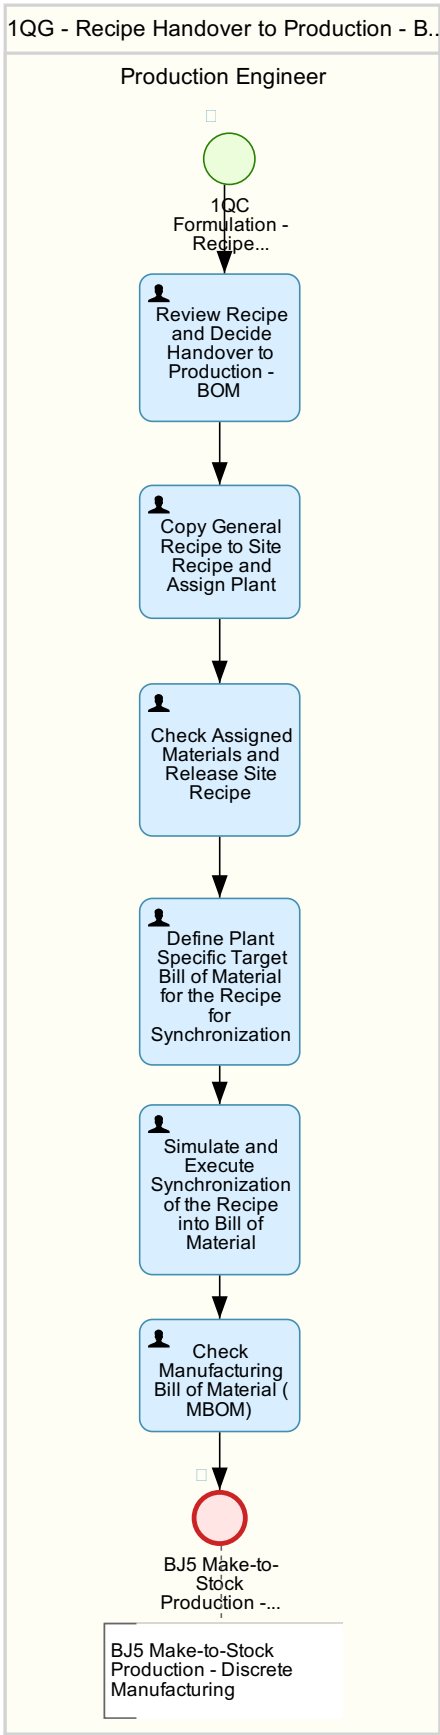 1QG - Recipe Handover to Production - B..
Production Engineer
1QC
Formulation -
Recipe...
Review Recipe
and Decide
Handover to
Production -
BOM
Copy General
Recipe to Site
Recipe and
Assign Plant
Check Assigned
Materials and
Release Site
Recipe
Define Plant
Specific Target
Bill of Material
for the Recipe
for
Synchronization
Simulate and
Execute
Synchronization
of the Recipe
into Bill of
Material
Check
Manufacturing
Bill of Material (
MBOM)
BJ5 Make-to-
Stock
Production -...
BJ5 Make-to-Stock
Production - Discrete
Manufacturing